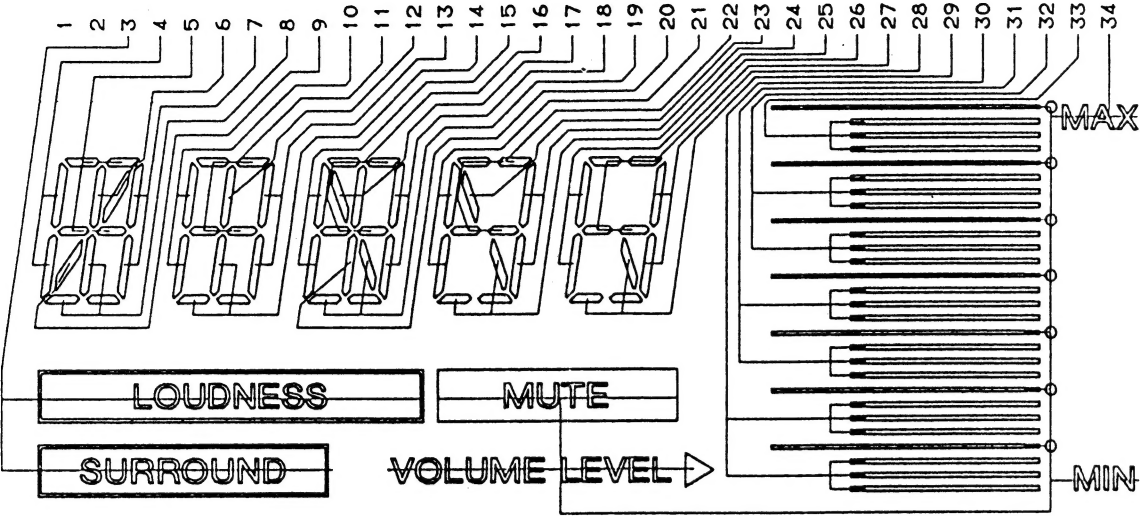 1 2 3 4 5 6 7 8 9 10 11 12 13 14 15 16 17 18 19 20 21 22 23 24 25 26 27 28 29 30 31 32 33 34
MAX
LOUDNESS MUTE
SURROUND VOLUME LEVEL MIN